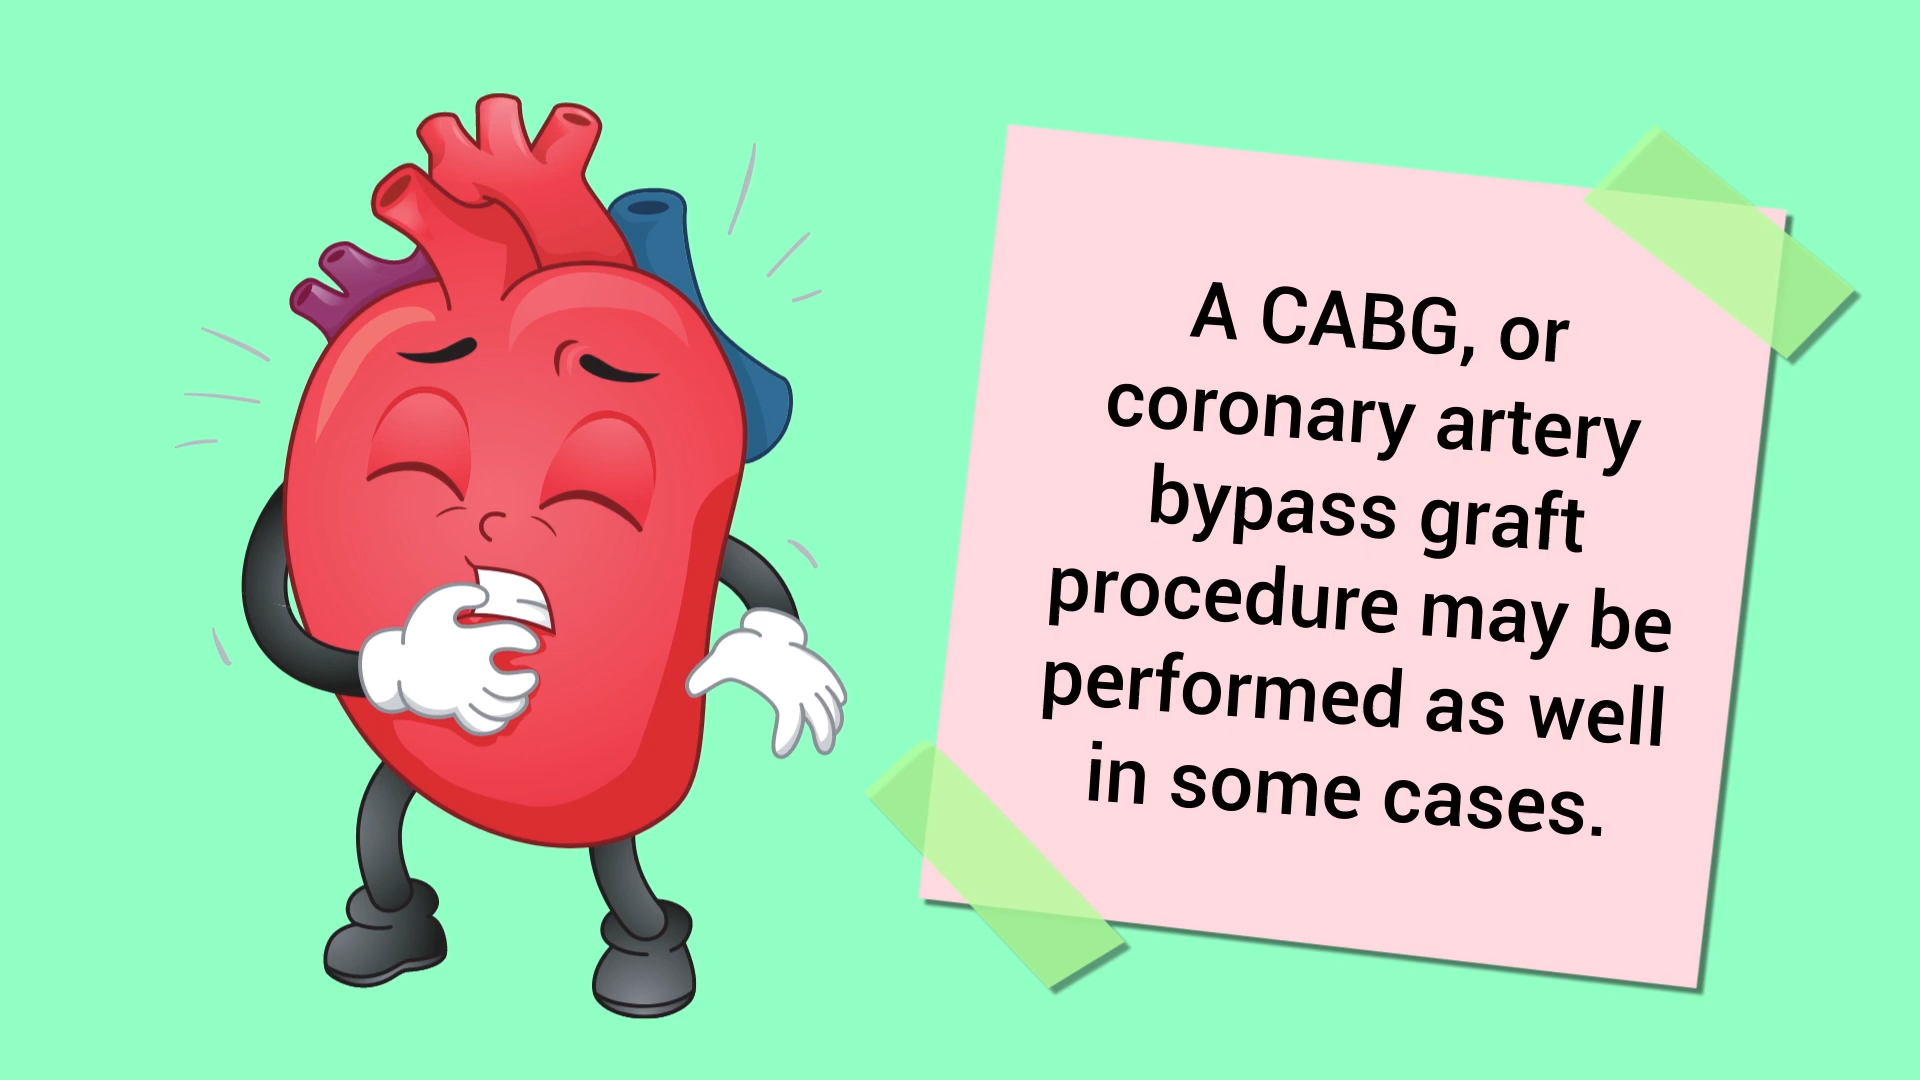 A CABG, or
coronary artery
bypass graft
procedure may be
performed as well
in some cases.